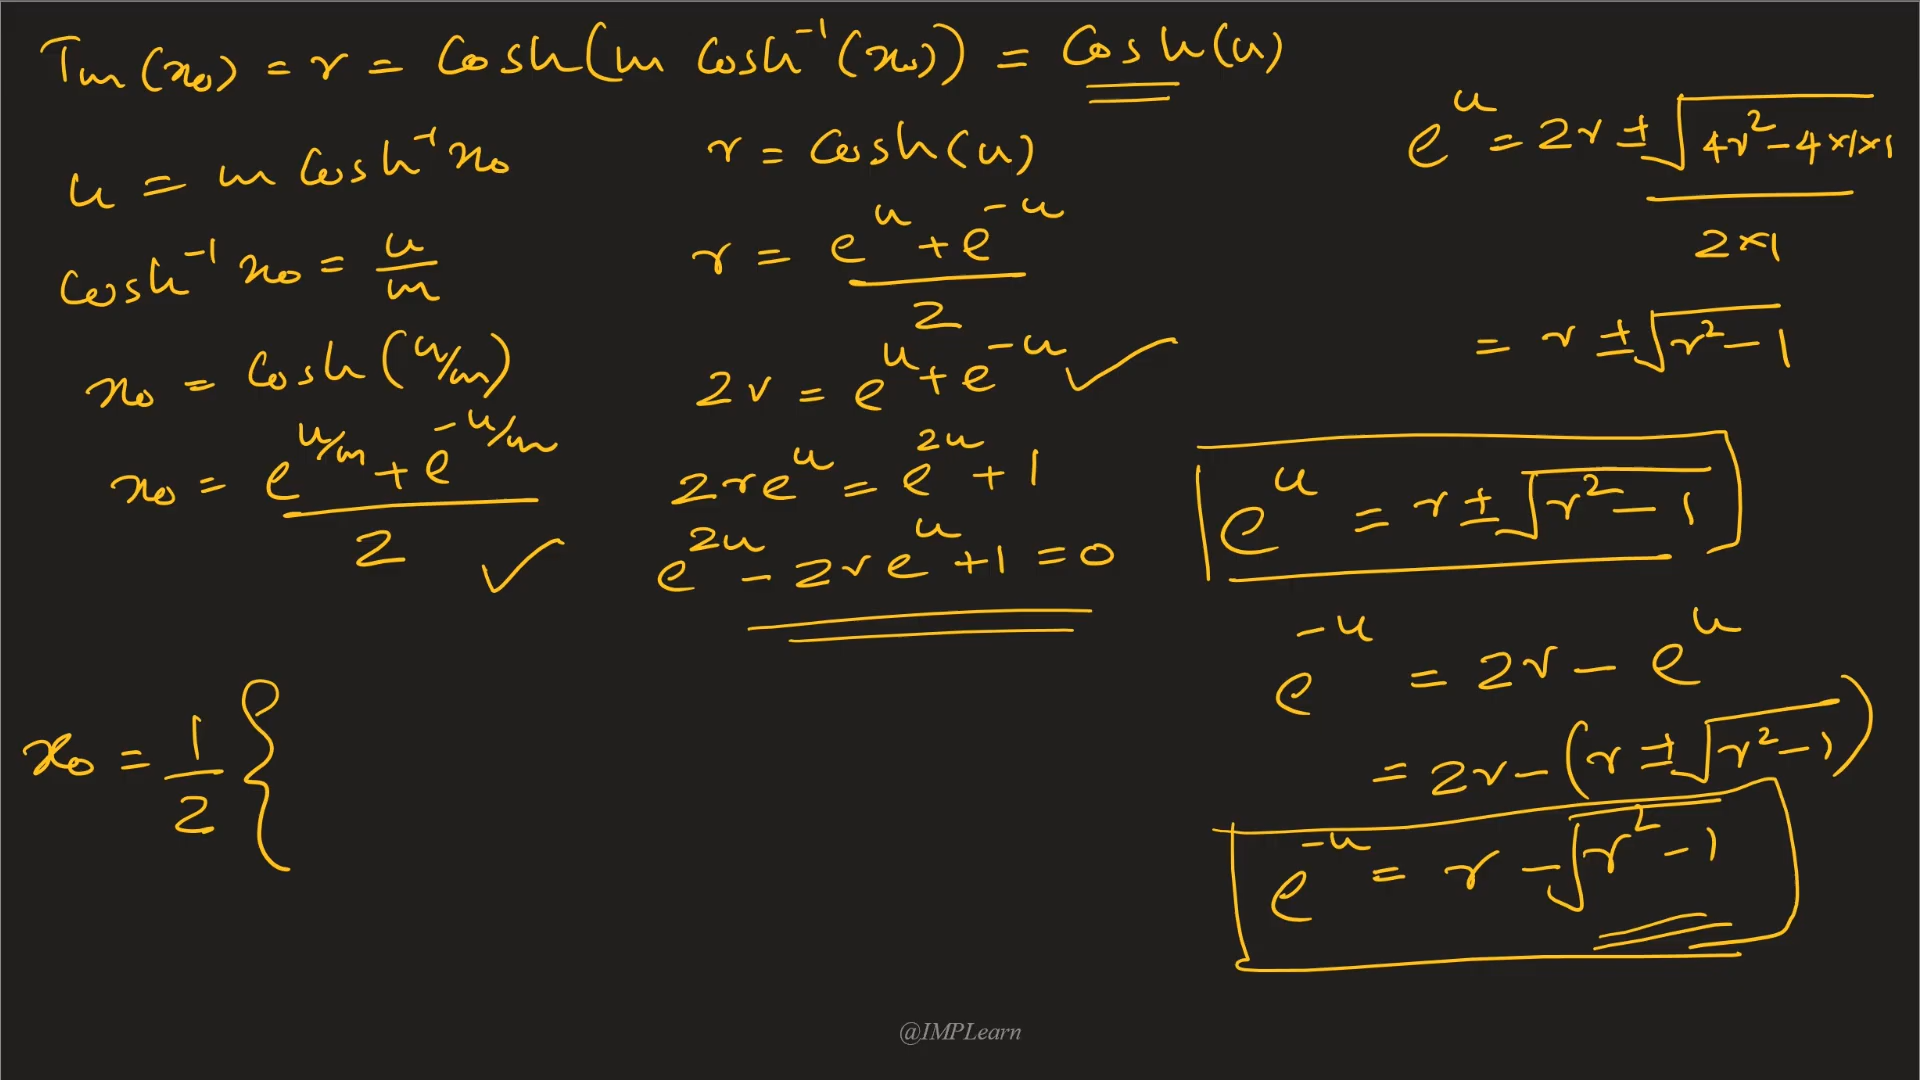 Tm(x₀) = r = Cosh(m Cosh⁻¹(x₀)) = Cosh(u)
u = m Cosh⁻¹ x₀
Cosh⁻¹ x₀ = u/m
x₀ = Cosh(u/m)
x₀ = (e^(u/m) + e^(-u/m))/2 ✓
x₀ = 1/2 {
r = Cosh(u)
r = (e^u + e^-u)/2
2r = e^u + e^-u ✓
2re^u = e^2u + 1
e^2u - 2re^u + 1 = 0
e^u = 2r ± √(4r² - 4×1×1) / 2×1
= r ± √(r² - 1)
e^u = r ± √(r² - 1)
e^-u = 2r - e^u
= 2r - (r ± √(r² - 1))
e^-u = r - √(r² - 1)
@IMPLearn